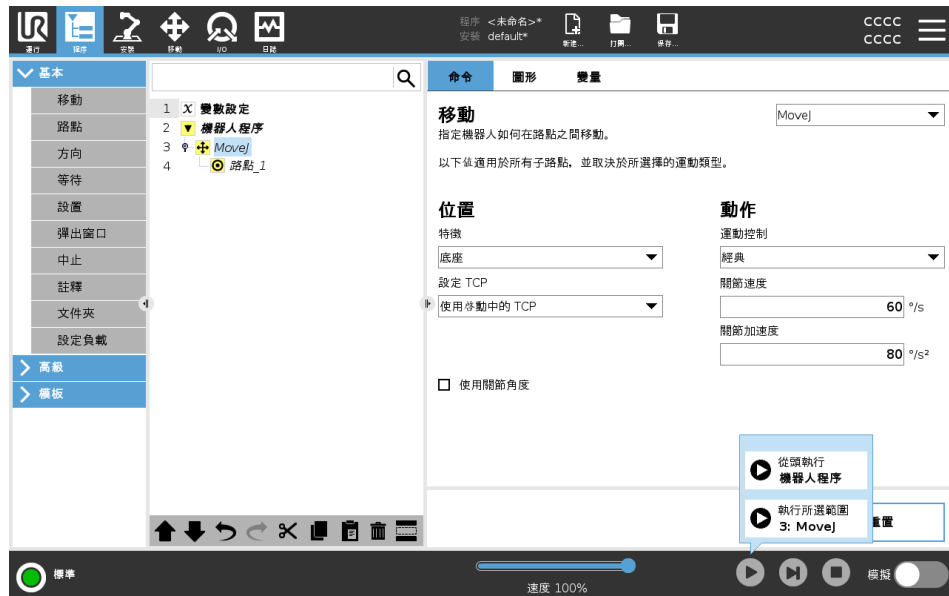 UR
運行
程序
安裝
移動
I/O
日誌
程序 <未命名>*
安裝 default*
新建...
打開...
保存...
cccc
cccc
基本
移動
路點
方向
等待
設置
彈出窗口
中止
註釋
文件夾
設定負載
高級
模板
1 X 變數設定
2 機器人程序
3 MoveJ
4 路點_1
命令
圖形
變量
移動
MoveJ
指定機器人如何在路點之間移動。
以下值適用於所有子路點，並取決於所選擇的運動類型。
位置
動作
特徵
運動控制
底座
經典
設定 TCP
關節速度
使用啓動中的 TCP
60 °/s
關節加速度
80 °/s²
使用關節角度
從頭執行
機器人程序
執行所選範圍
3: MoveJ
重置
標準
速度 100%
模擬